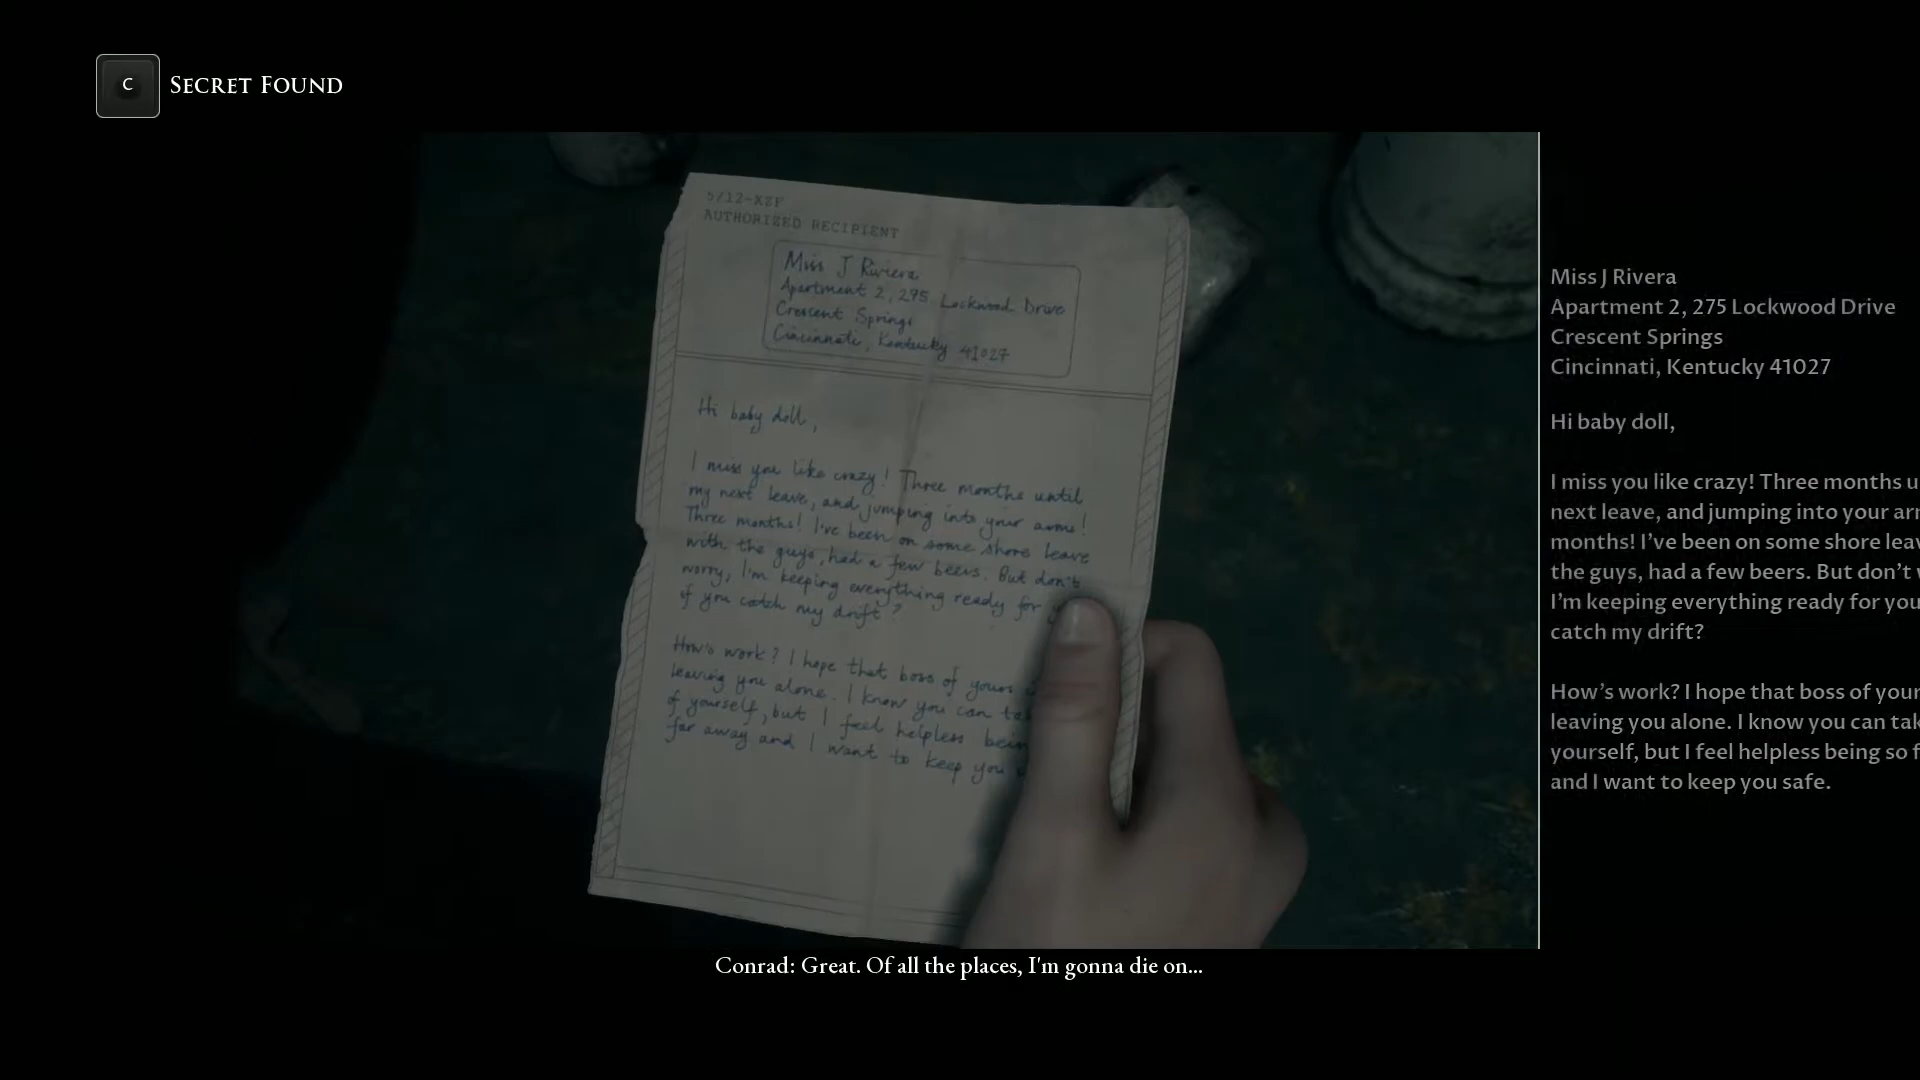 C
SECRET FOUND
5/12-XZF
AUTHORIZED RECIPIENT
Miss J Riviera
Apartment 2, 275 Lockwood Drive
Crescent Springs
Cincinnati, Kentucky 41027
Hi baby doll,
I miss you like crazy! Three months until
my next leave, and jumping into your arms!
Three months! I've been on some shore leave
with the guys, had a few beers. But don't
worry, I'm keeping everything ready for
if you catch my drift?
How's work? I hope that boss of yours
leaving you alone. I know you can
of yourself, but I feel helpless
far away and I want to keep you
Miss J Rivera
Apartment 2, 275 Lockwood Drive
Crescent Springs
Cincinnati, Kentucky 41027
Hi baby doll,
I miss you like crazy! Three months u
next leave, and jumping into your arm
months! I've been on some shore leav
the guys, had a few beers. But don't w
I'm keeping everything ready for you
catch my drift?
How's work? I hope that boss of your
leaving you alone. I know you can tak
yourself, but I feel helpless being so f
and I want to keep you safe.
Conrad: Great. Of all the places, I'm gonna die on...